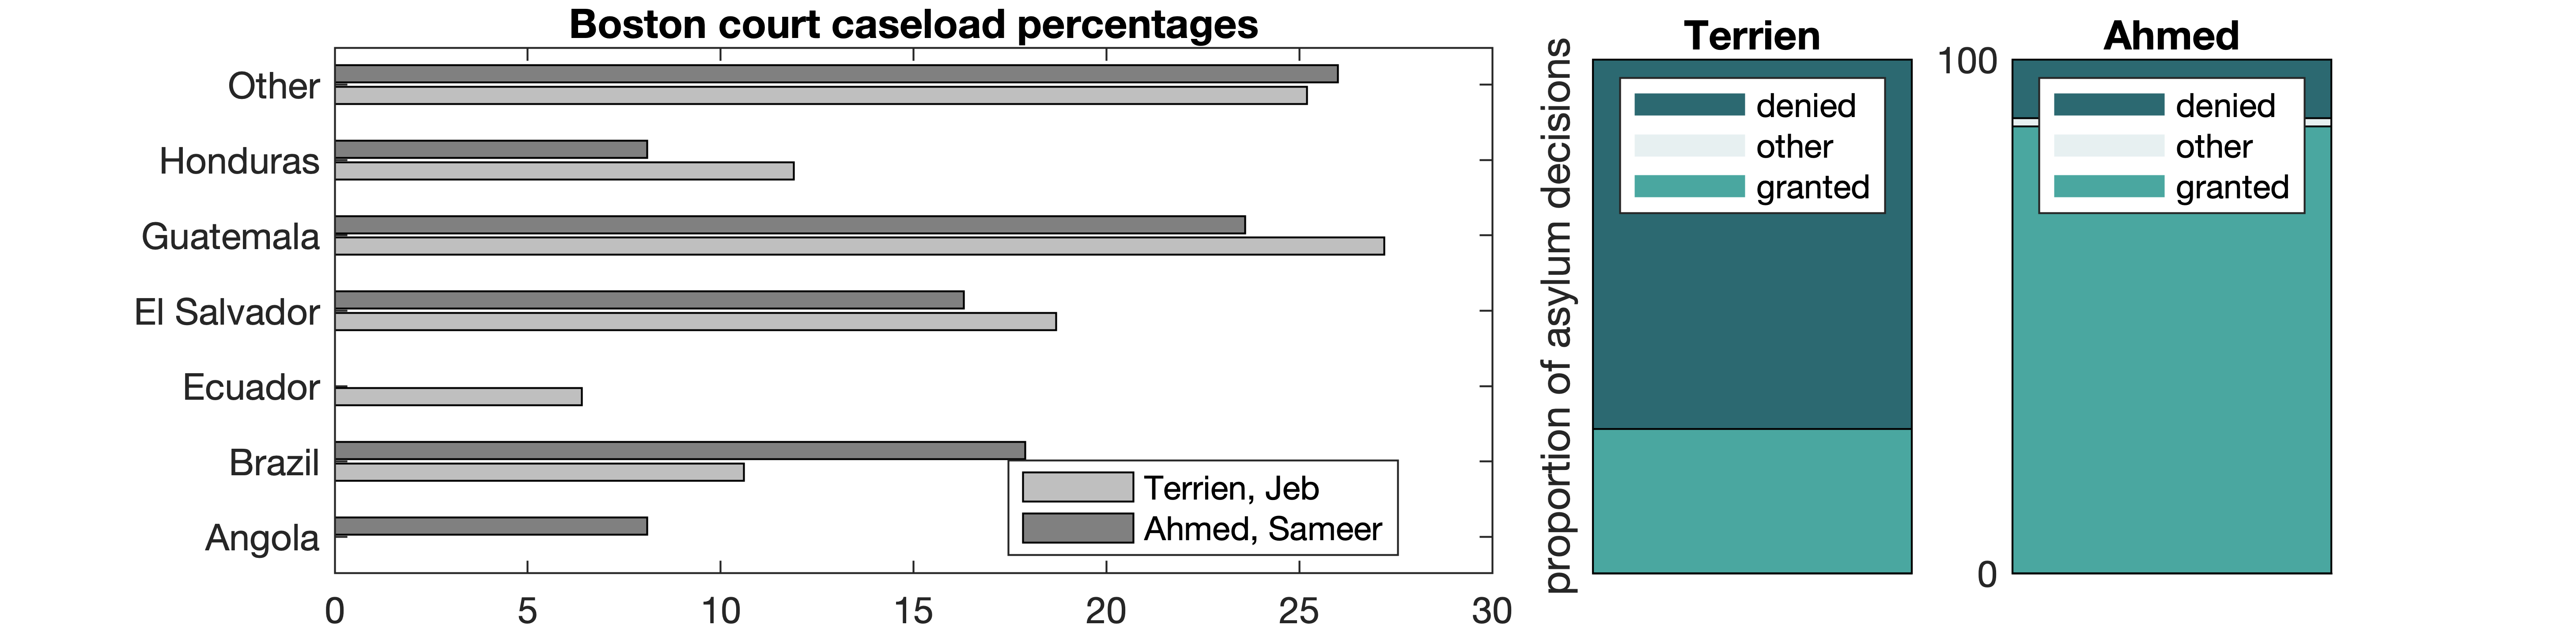 Boston court caseload percentages
Other
Honduras
Guatemala
El Salvador
Ecuador
Brazil
Angola
0 5 10 15 20 25 30
Terrien, Jeb
Ahmed, Sameer
proportion of asylum decisions
Terrien
denied
other
granted
Ahmed
100
0
denied
other
granted